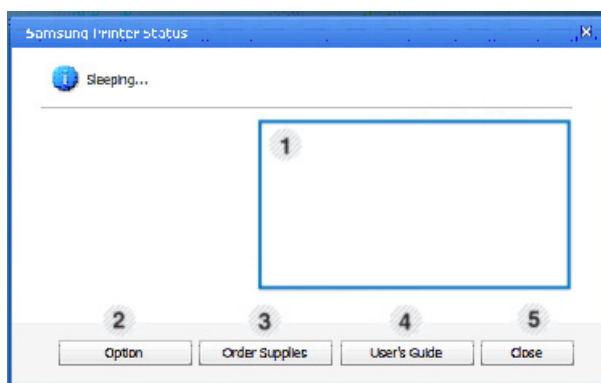 Samsung Printer Status
Sleeping...
1
2 3 4 5
Option Order Supplies User's Guide Close